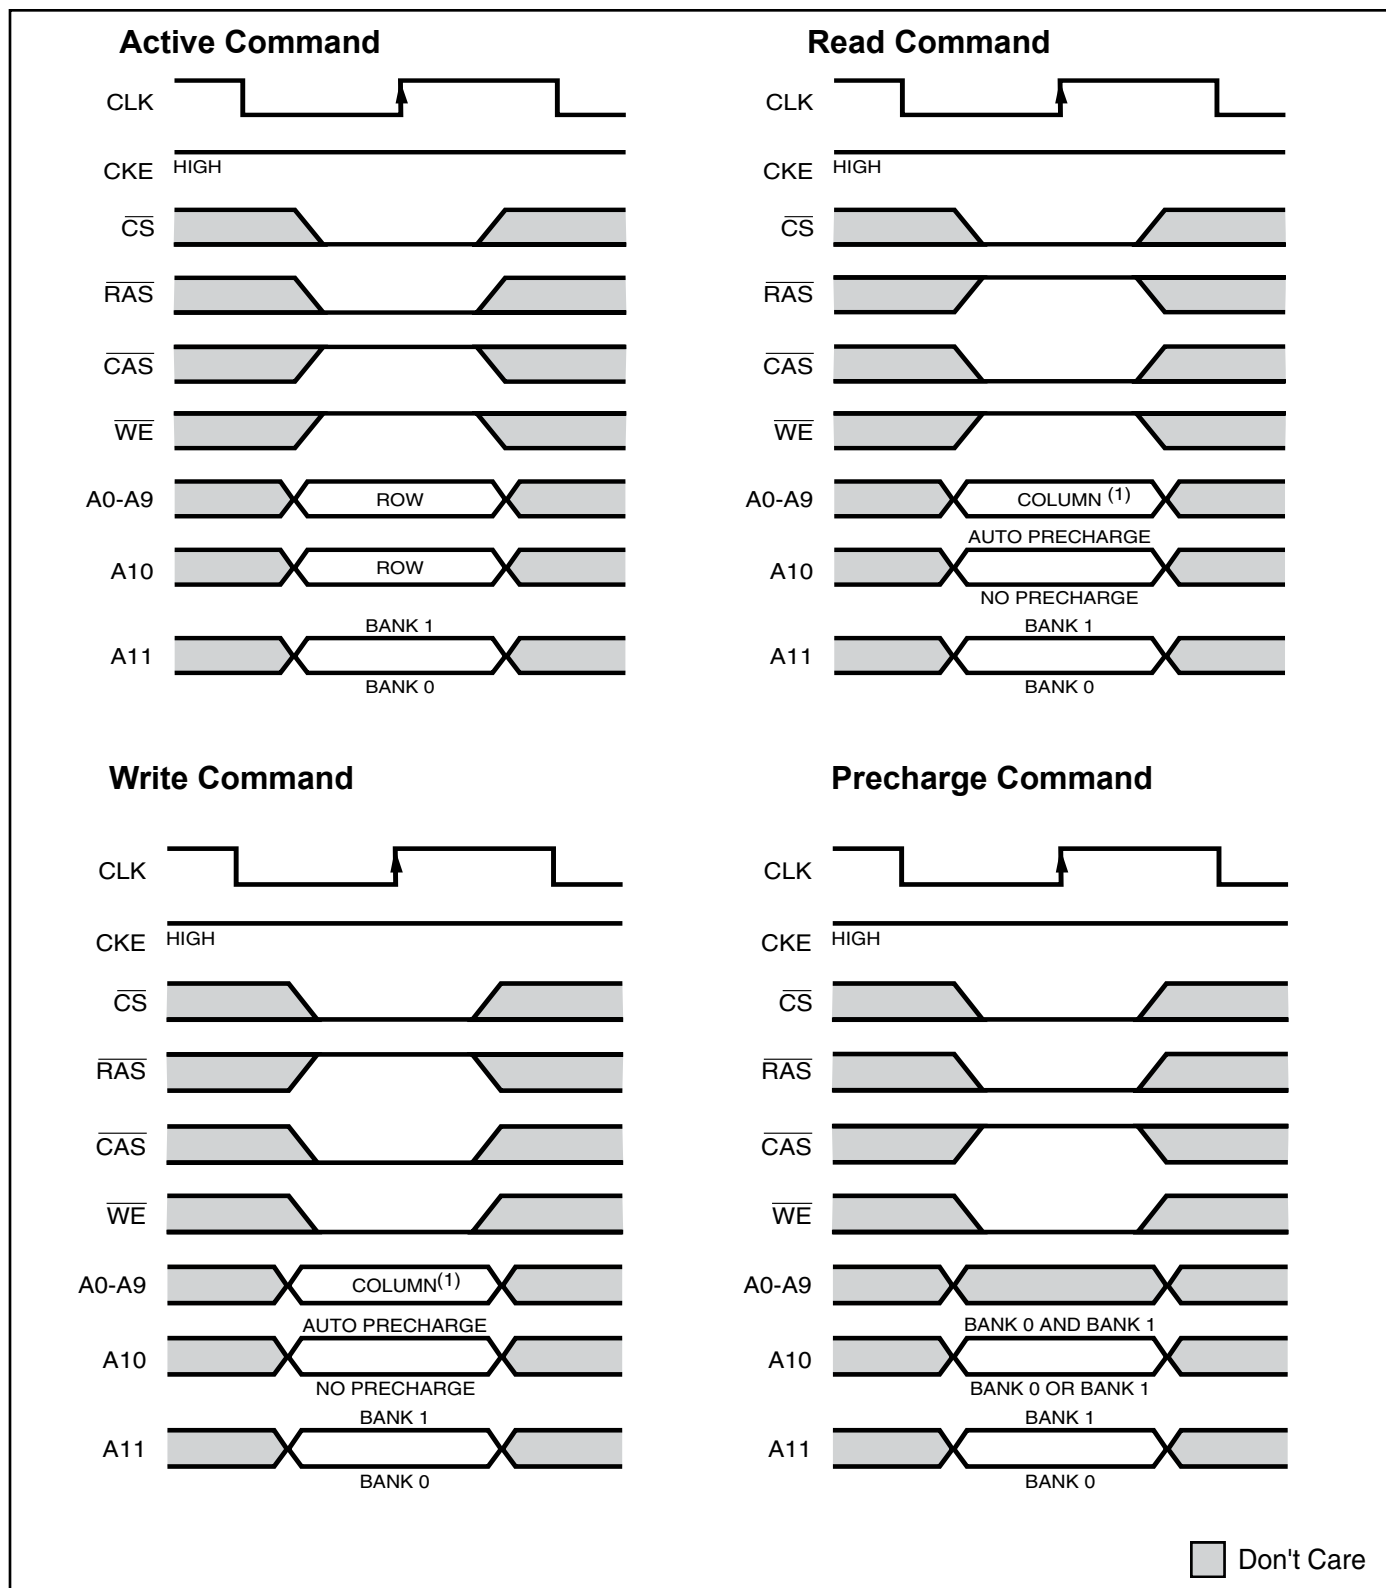 Active Command
CLK
CKE HIGH
CS
RAS
CAS
WE
A0-A9 ROW
A10 ROW
BANK 1
A11
BANK 0
Read Command
CLK
CKE HIGH
CS
RAS
CAS
WE
A0-A9 COLUMN (1)
AUTO PRECHARGE
A10
NO PRECHARGE
BANK 1
A11
BANK 0
Write Command
CLK
CKE HIGH
CS
RAS
CAS
WE
A0-A9 COLUMN(1)
AUTO PRECHARGE
A10
NO PRECHARGE
BANK 1
A11
BANK 0
Precharge Command
CLK
CKE HIGH
CS
RAS
CAS
WE
A0-A9
BANK 0 AND BANK 1
A10
BANK 0 OR BANK 1
BANK 1
A11
BANK 0
Don't Care